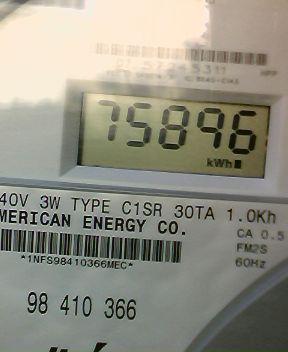 75896
kWh
40V 3W TYPE C1SR 30TA 1.0Kh
MERICAN ENERGY CO.
CA 0.5
FM2S
60Hz
*1NFS98410366MEC*
98 410 366